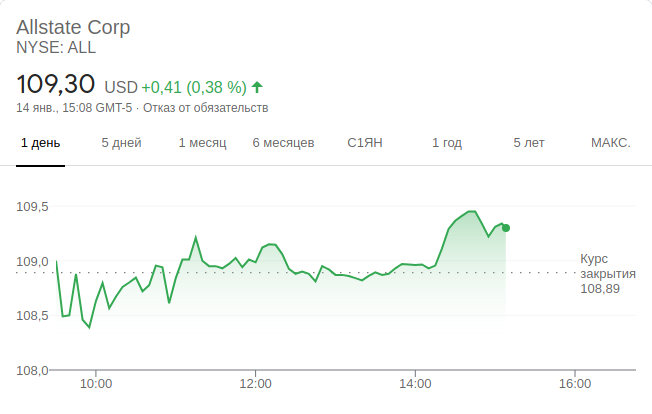 Allstate Corp
NYSE: ALL
109,30 USD +0,41 (0,38 %)
14 янв., 15:08 GMT-5 · Отказ от обязательств
1 день 5 дней 1 месяц 6 месяцев С1ЯН 1 год 5 лет МАКС.
109,5
109,0
108,5
108,0
Курс
закрытия
108,89
10:00 12:00 14:00 16:00